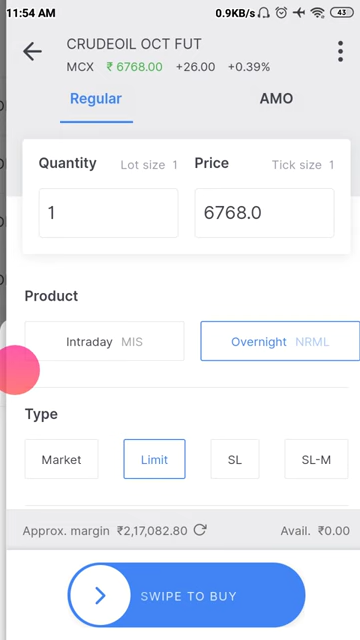 11:54 AM 0.9KB/s 43
CRUDEOIL OCT FUT
MCX ₹ 6768.00 +26.00 +0.39%
Regular AMO
Quantity Lot size 1 Price Tick size 1
1 6768.0
Product
Intraday MIS Overnight NRML
Type
Market Limit SL SL-M
Approx. margin ₹2,17,082.80 Avail. ₹0.00
SWIPE TO BUY